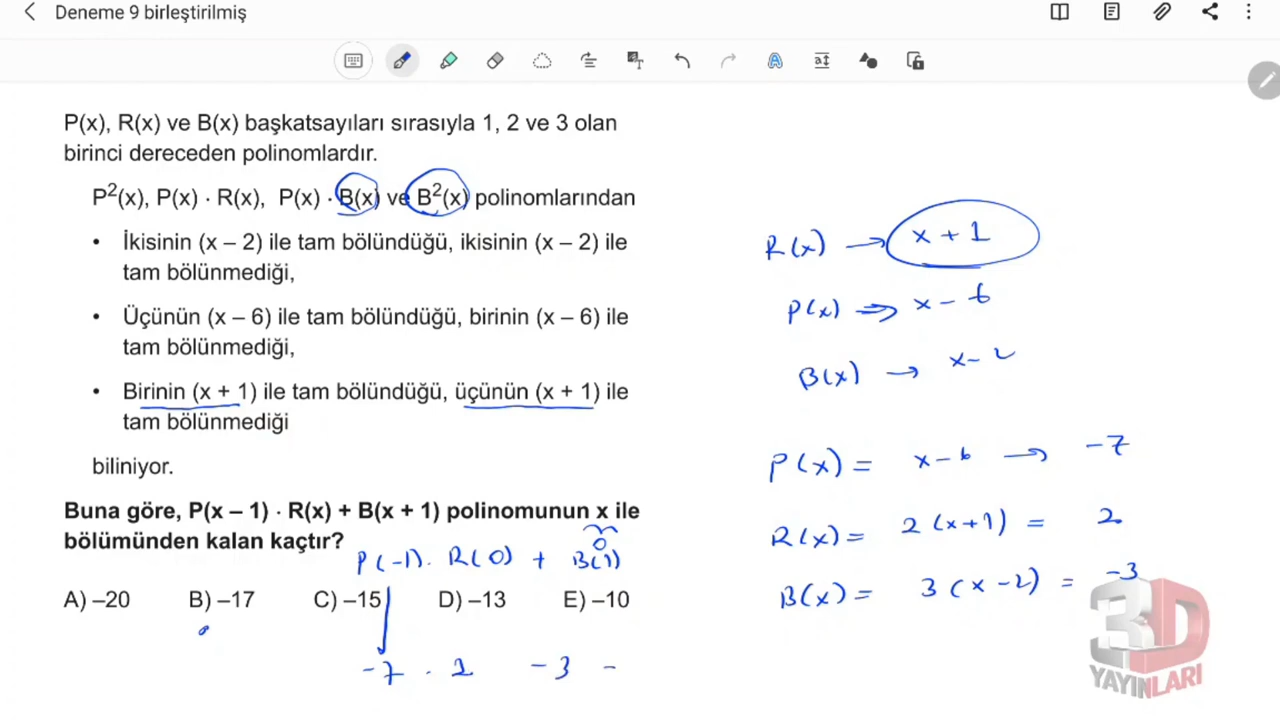 Deneme 9 birleştirilmiş
P(x), R(x) ve B(x) başkatsayıları sırasıyla 1, 2 ve 3 olan
birinci dereceden polinomlardır.
P²(x), P(x) · R(x), P(x) · B(x) ve B²(x) polinomlarından
• İkisinin (x – 2) ile tam bölündüğü, ikisinin (x – 2) ile
tam bölünmediği,
• Üçünün (x – 6) ile tam bölündüğü, birinin (x – 6) ile
tam bölünmediği,
• Birinin (x + 1) ile tam bölündüğü, üçünün (x + 1) ile
tam bölünmediği
biliniyor.
Buna göre, P(x – 1) · R(x) + B(x + 1) polinomunun x ile
bölümünden kalan kaçtır?
0
P(-1) · R(0) + B(1)
A) –20 B) –17 C) –15 D) –13 E) –10
-7 · 2 -3 =
R(x) → x + 1
P(x) → x - 6
B(x) → x - 2
P(x) = x - 6 → -7
R(x) = 2(x+1) = 2
B(x) = 3(x-2) = -3
3D
YAYINLARI